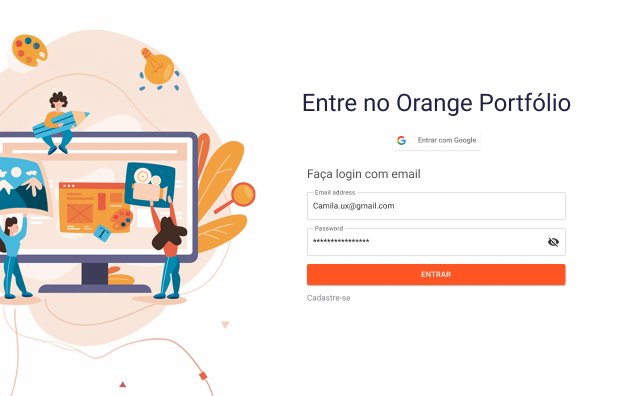 Entre no Orange Portfólio
Entrar com Google
Faça login com email
Email address
Camila.ux@gmail.com
Password
****************
ENTRAR
Cadastre-se